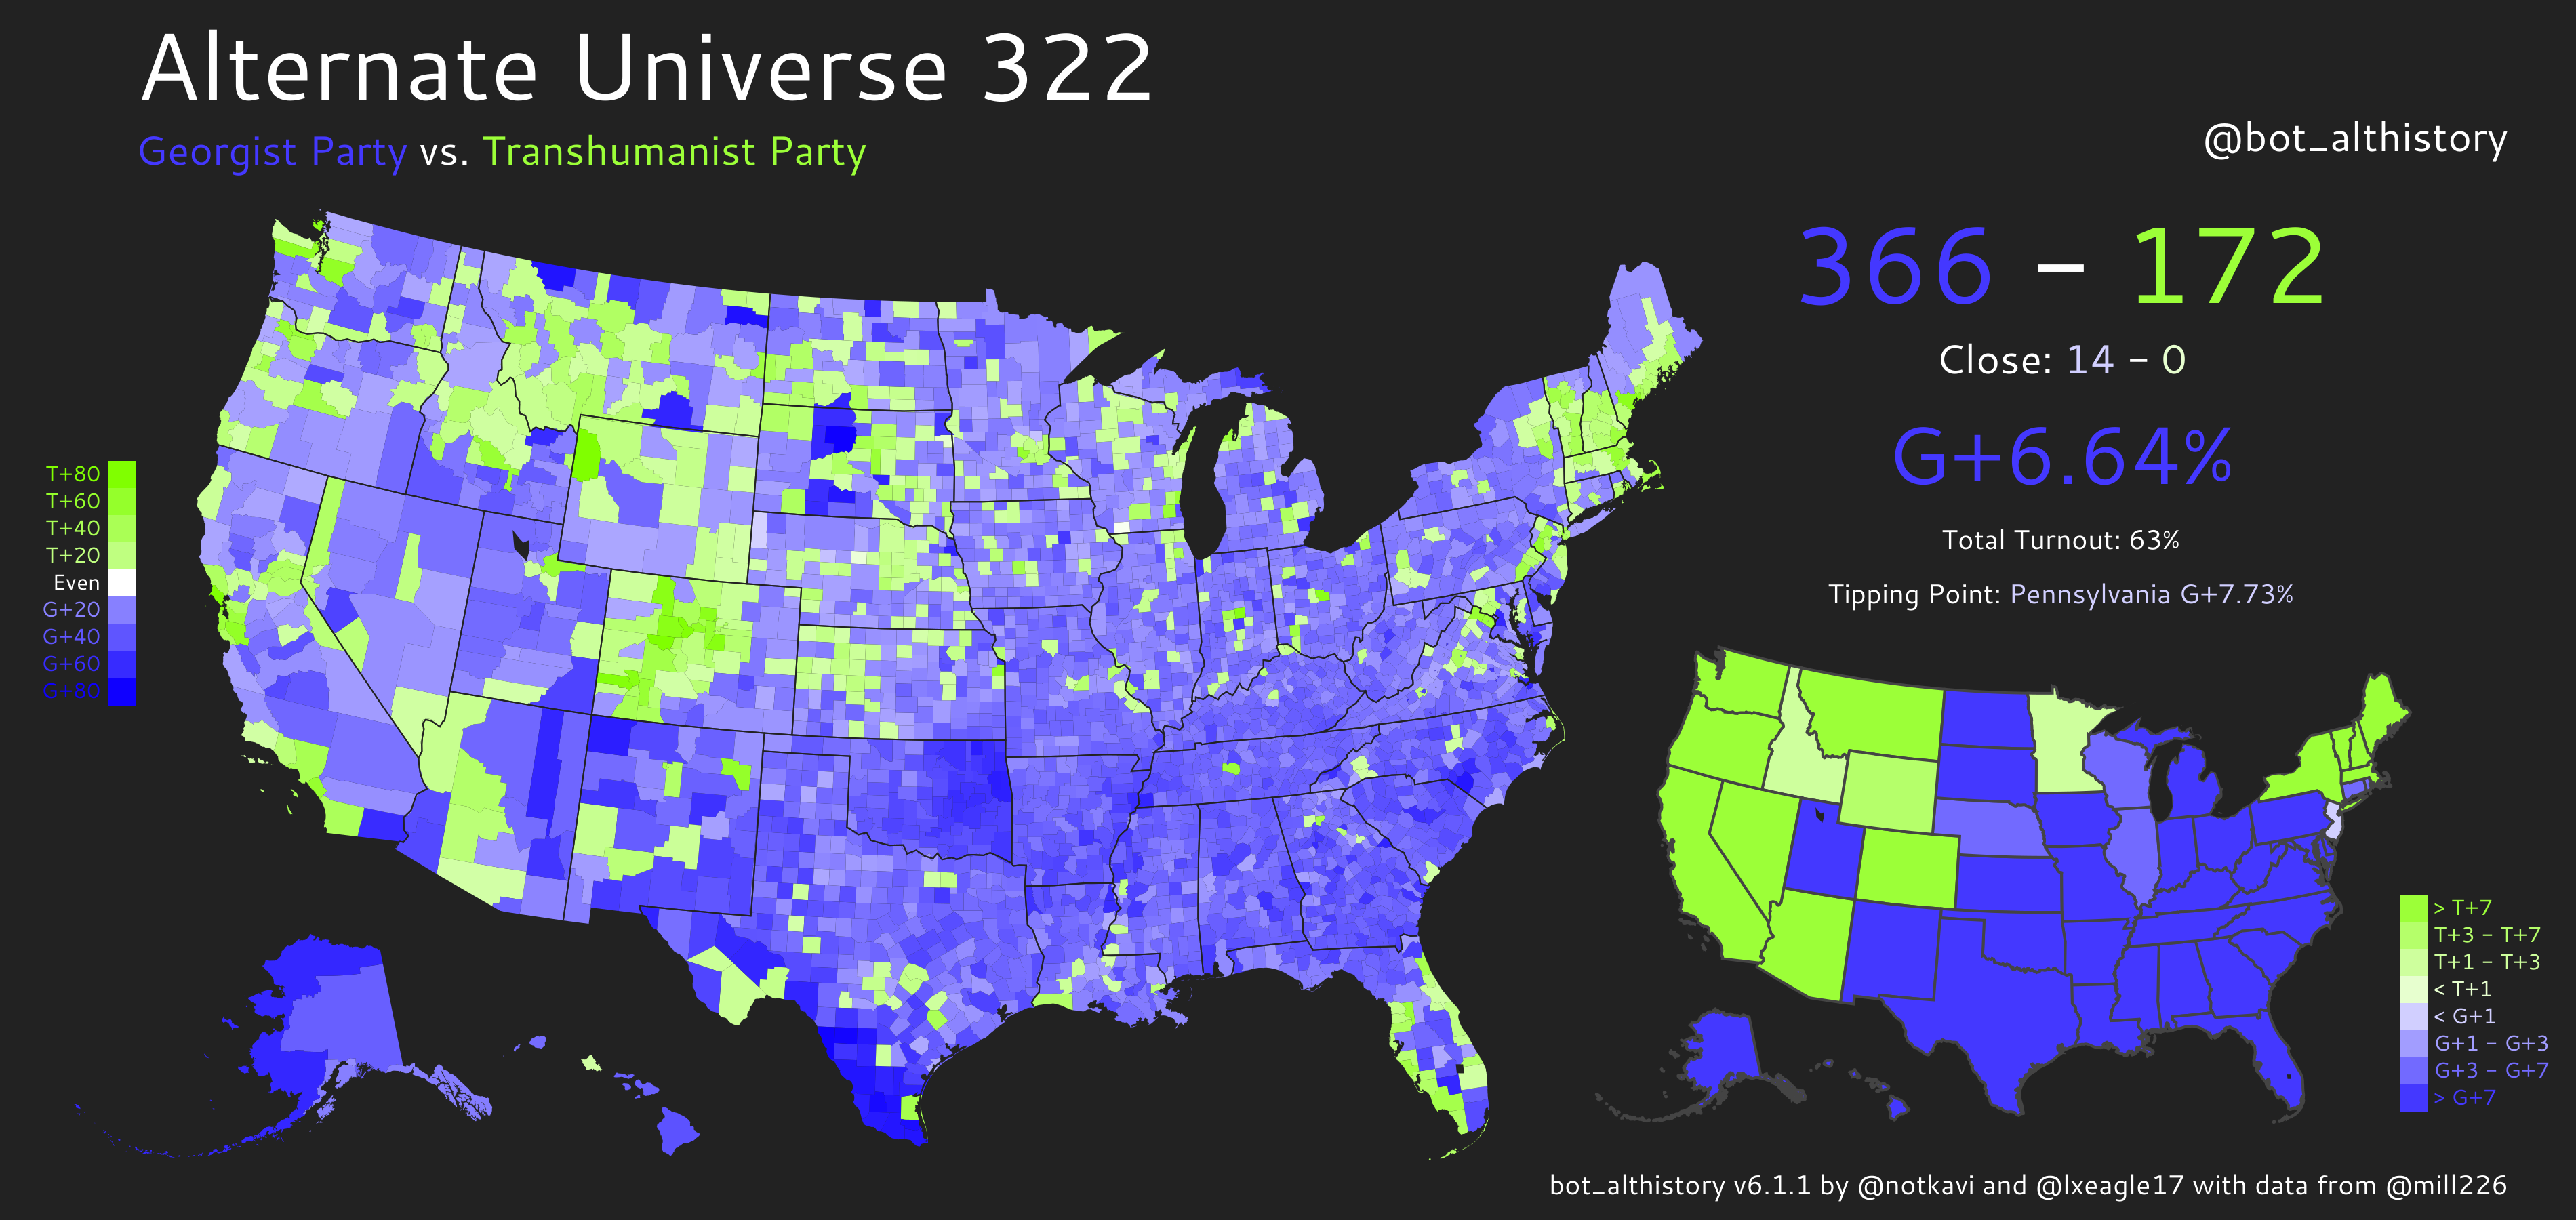 Alternate Universe 322
Georgist Party vs. Transhumanist Party
@bot_althistory
366 – 172
Close: 14 – 0
G+6.64%
Total Turnout: 63%
Tipping Point: Pennsylvania G+7.73%
T+80
T+60
T+40
T+20
Even
G+20
G+40
G+60
G+80
> T+7
T+3 – T+7
T+1 – T+3
< T+1
< G+1
G+1 – G+3
G+3 – G+7
> G+7
bot_althistory v6.1.1 by @notkavi and @lxeagle17 with data from @mill226